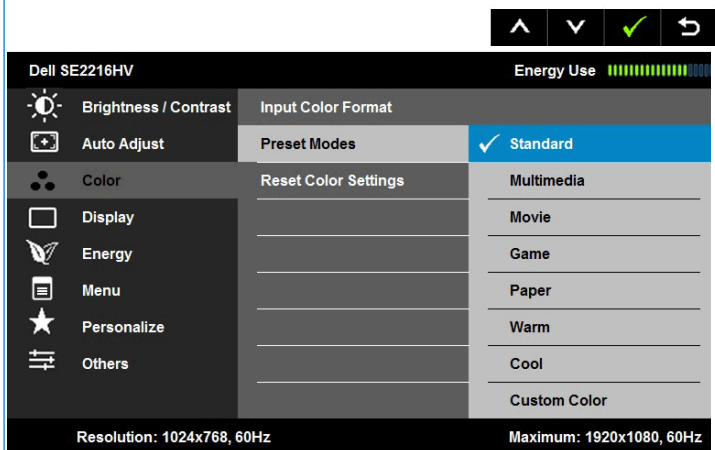 Dell SE2216HV Energy Use
Brightness / Contrast Input Color Format
Auto Adjust Preset Modes Standard
Color Reset Color Settings Multimedia
Display Movie
Energy Game
Menu Paper
Personalize Warm
Others Cool
Custom Color
Resolution: 1024x768, 60Hz Maximum: 1920x1080, 60Hz